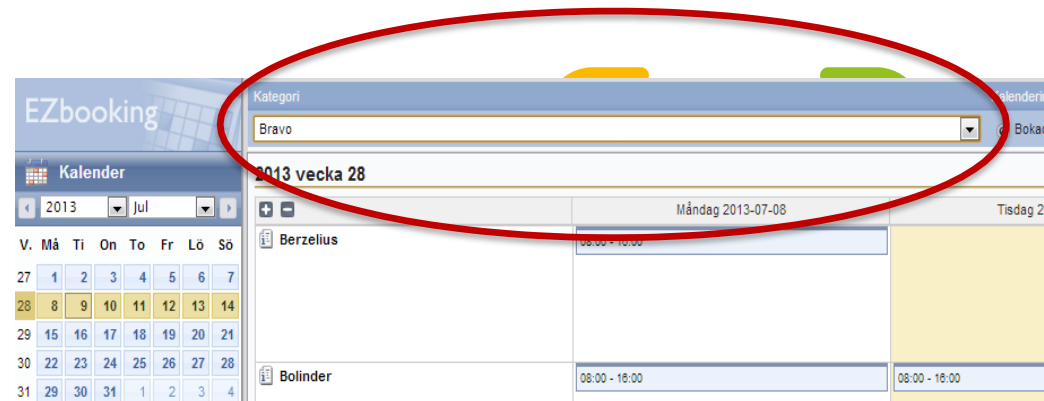 EZbooking
Kalender
2013 Jul
V. Må Ti On To Fr Lö Sö
27 1 2 3 4 5 6 7
28 8 9 10 11 12 13 14
29 15 16 17 18 19 20 21
30 22 23 24 25 26 27 28
31 29 30 31 1 2 3 4
Kategori
Bravo
2013 vecka 28
Måndag 2013-07-08 Tisdag
Berzelius
08:00 - 16:00
Bolinder
08:00 - 16:00 08:00 - 16:00